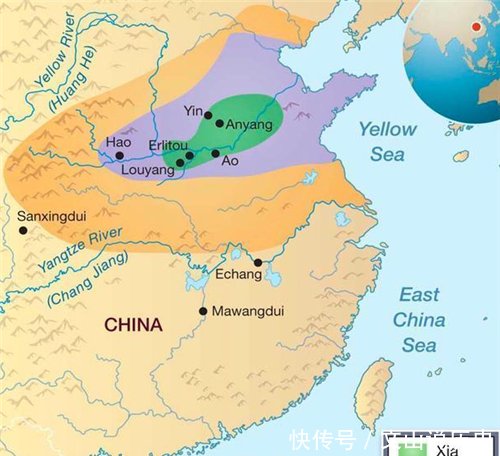 Yellow River
(Huang He)
Yin
Anyang
Hao
Erlitou
Louyang
Ao
Yellow
Sea
Sanxingdui
Yangtze River
(Chang Jiang)
Echang
Mawangdui
CHINA
East
China
Sea
快传号
Xia